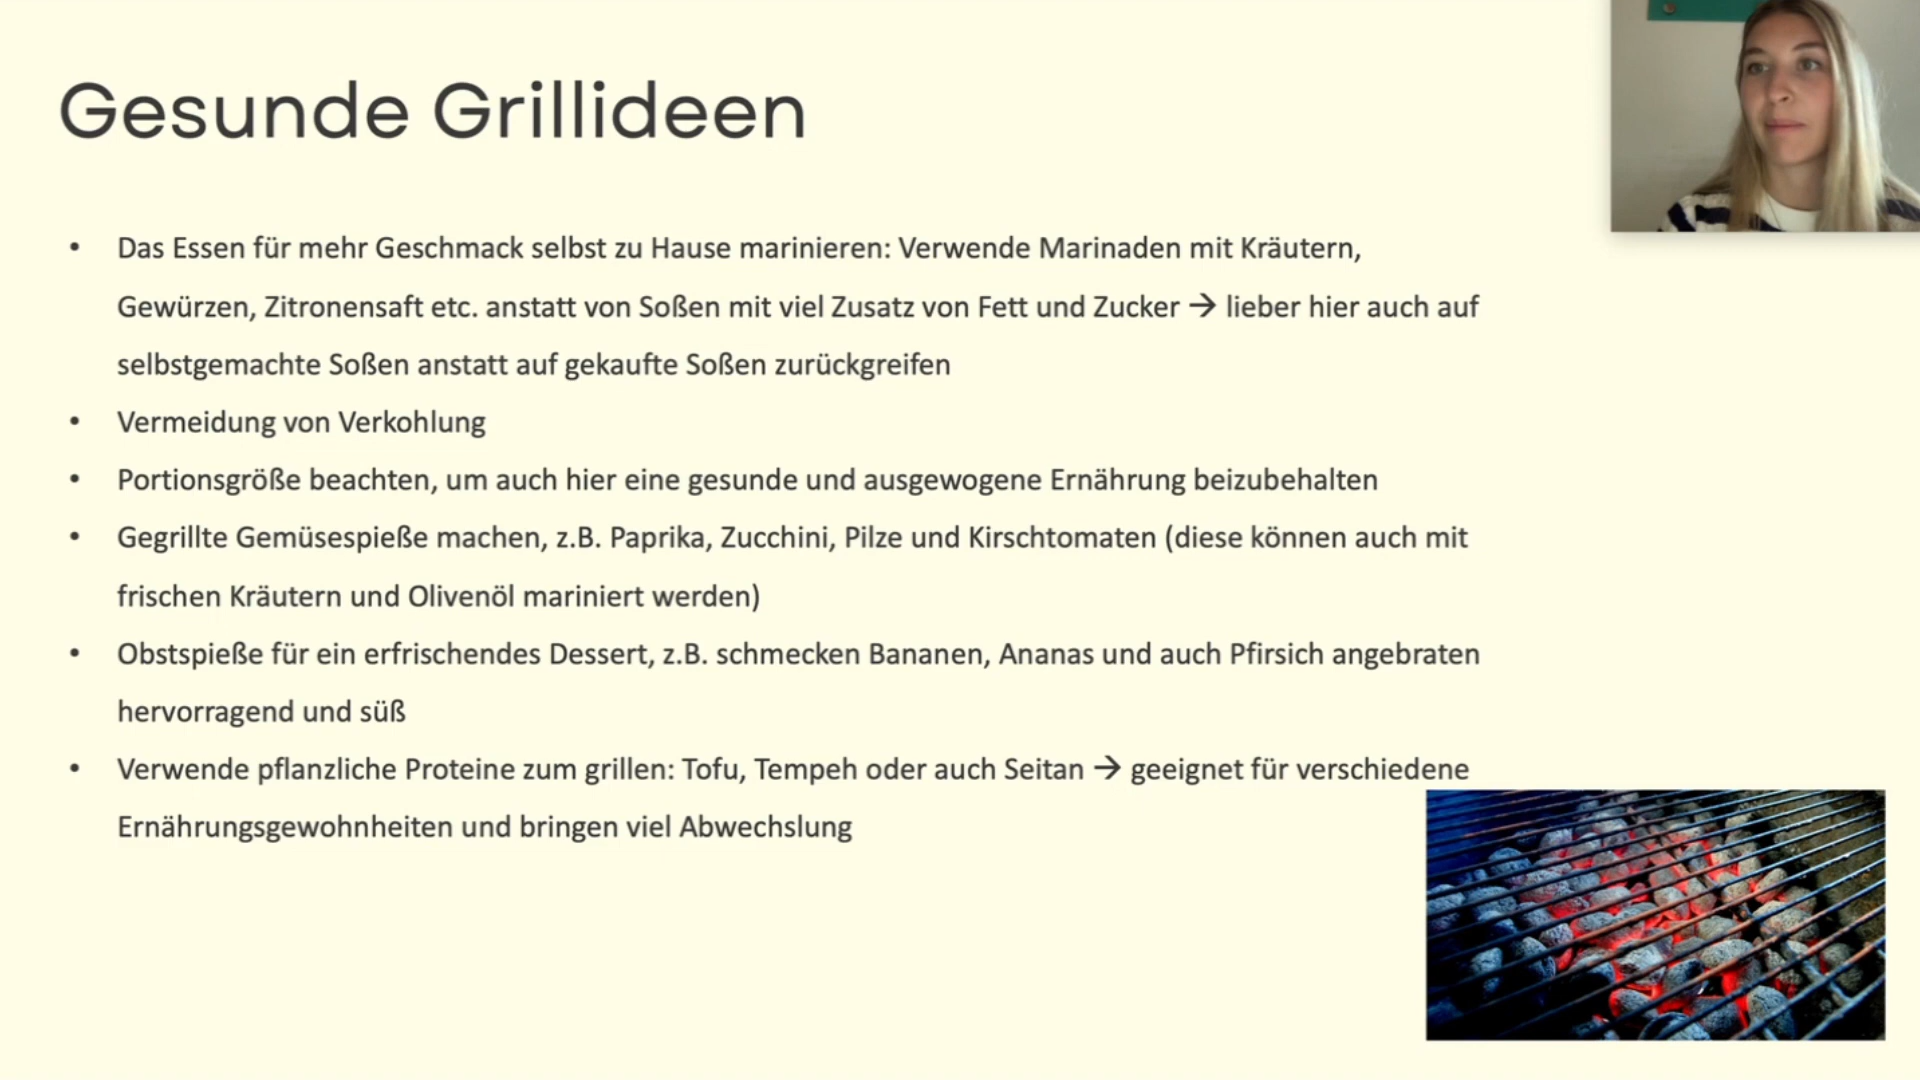 Gesunde Grillideen
• Das Essen für mehr Geschmack selbst zu Hause marinieren: Verwende Marinaden mit Kräutern,
Gewürzen, Zitronensaft etc. anstatt von Soßen mit viel Zusatz von Fett und Zucker → lieber hier auch auf
selbstgemachte Soßen anstatt auf gekaufte Soßen zurückgreifen
• Vermeidung von Verkohlung
• Portionsgröße beachten, um auch hier eine gesunde und ausgewogene Ernährung beizubehalten
• Gegrillte Gemüsespieße machen, z.B. Paprika, Zucchini, Pilze und Kirschtomaten (diese können auch mit
frischen Kräutern und Olivenöl mariniert werden)
• Obstspieße für ein erfrischendes Dessert, z.B. schmecken Bananen, Ananas und auch Pfirsich angebraten
hervorragend und süß
• Verwende pflanzliche Proteine zum grillen: Tofu, Tempeh oder auch Seitan → geeignet für verschiedene
Ernährungsgewohnheiten und bringen viel Abwechslung